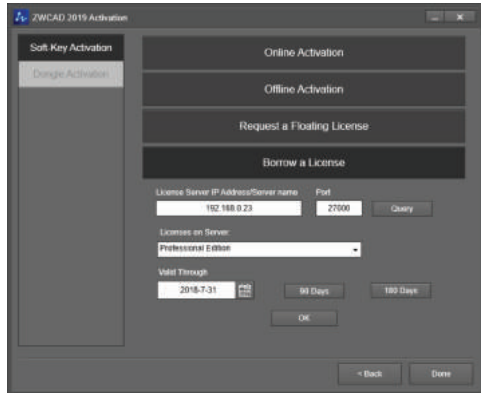 ZWCAD 2019 Activation
Soft-Key Activation
Dongle Activation
Online Activation
Offline Activation
Request a Floating License
Borrow a License
License Server IP Address/Server name
Port
192.168.0.23
27000
Query
Licenses on Server:
Professional Edition
Valid Through
2018-7-31
90 Days
180 Days
OK
< Back
Done